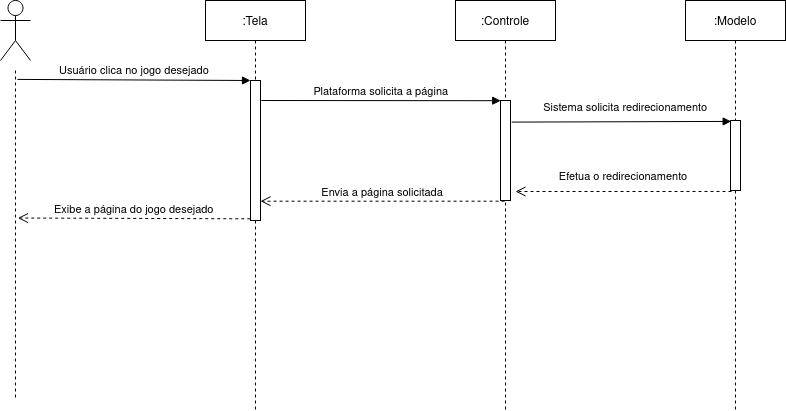 :Tela
:Controle
:Modelo
Usuário clica no jogo desejado
Plataforma solicita a página
Sistema solicita redirecionamento
Efetua o redirecionamento
Envia a página solicitada
Exibe a página do jogo desejado